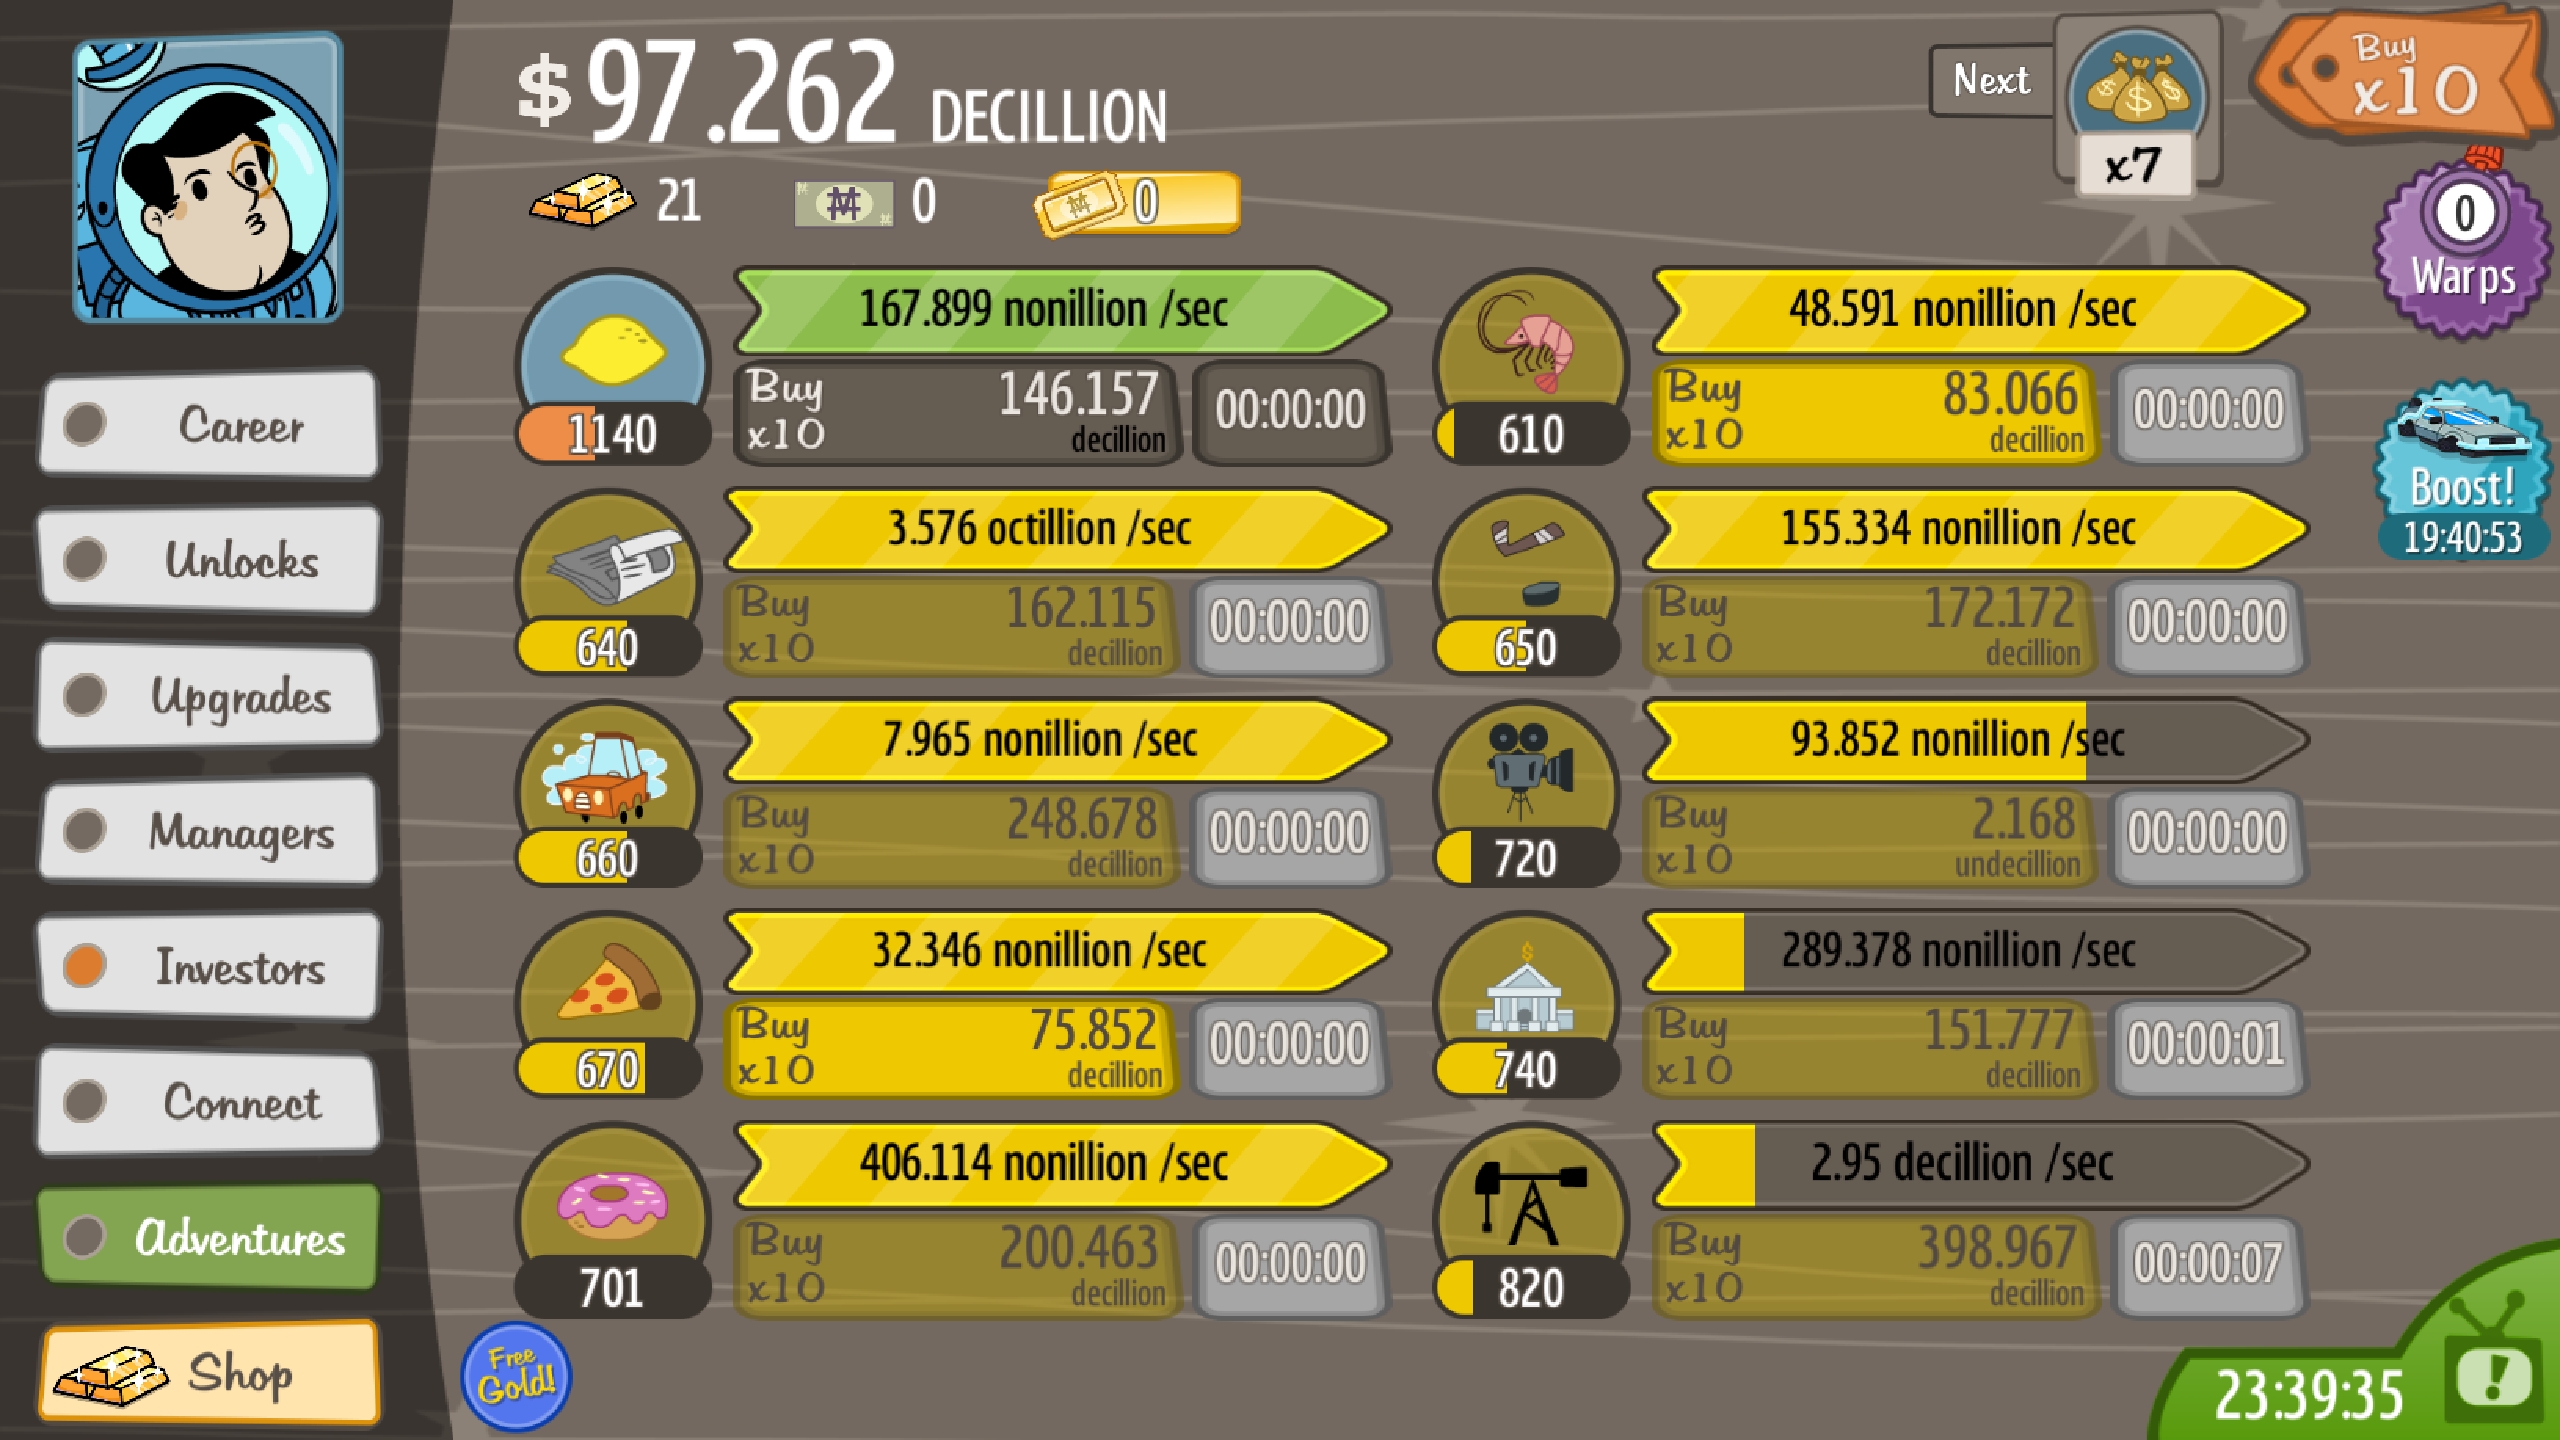 $97.262 DECILLION
21
0
0
Next
x7
Buy
x10
0
Warps
Boost!
19:40:53
Career
Unlocks
Upgrades
Managers
Investors
Connect
Adventures
Shop
167.899 nonillion /sec
Buy
x10
146.157
decillion
00:00:00
1140
3.576 octillion /sec
Buy
x10
162.115
decillion
00:00:00
640
7.965 nonillion /sec
Buy
x10
248.678
decillion
00:00:00
660
32.346 nonillion /sec
Buy
x10
75.852
decillion
00:00:00
670
406.114 nonillion /sec
Buy
x10
200.463
decillion
00:00:00
701
48.591 nonillion /sec
Buy
x10
83.066
decillion
00:00:00
610
155.334 nonillion /sec
Buy
x10
172.172
decillion
00:00:00
650
93.852 nonillion /sec
Buy
x10
2.168
undecillion
00:00:00
720
289.378 nonillion /sec
Buy
x10
151.777
decillion
00:00:01
740
2.95 decillion /sec
Buy
x10
398.967
decillion
00:00:07
820
Free
Gold!
23:39:35